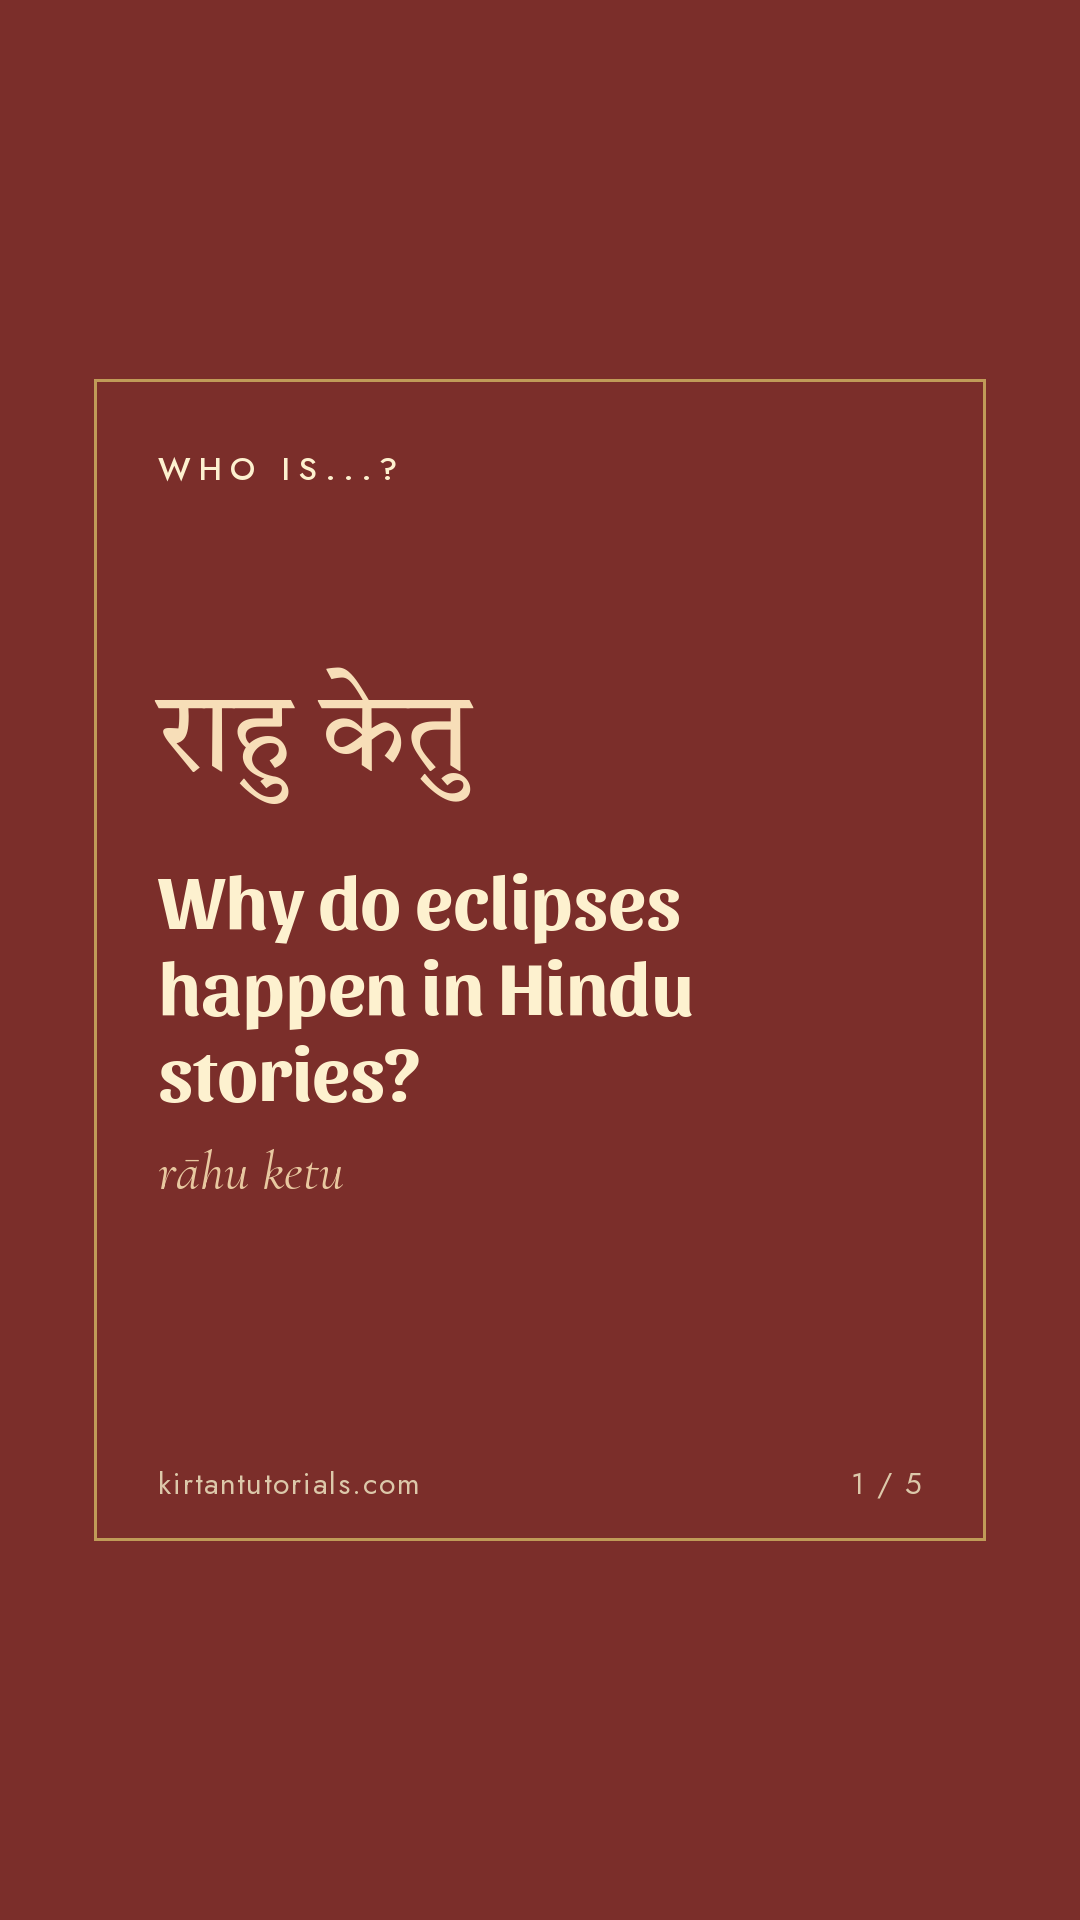 WHO IS...?
राहु केतु
Why do eclipses
happen in Hindu
stories?
rāhu ketu
kirtantutorials.com
1 / 5